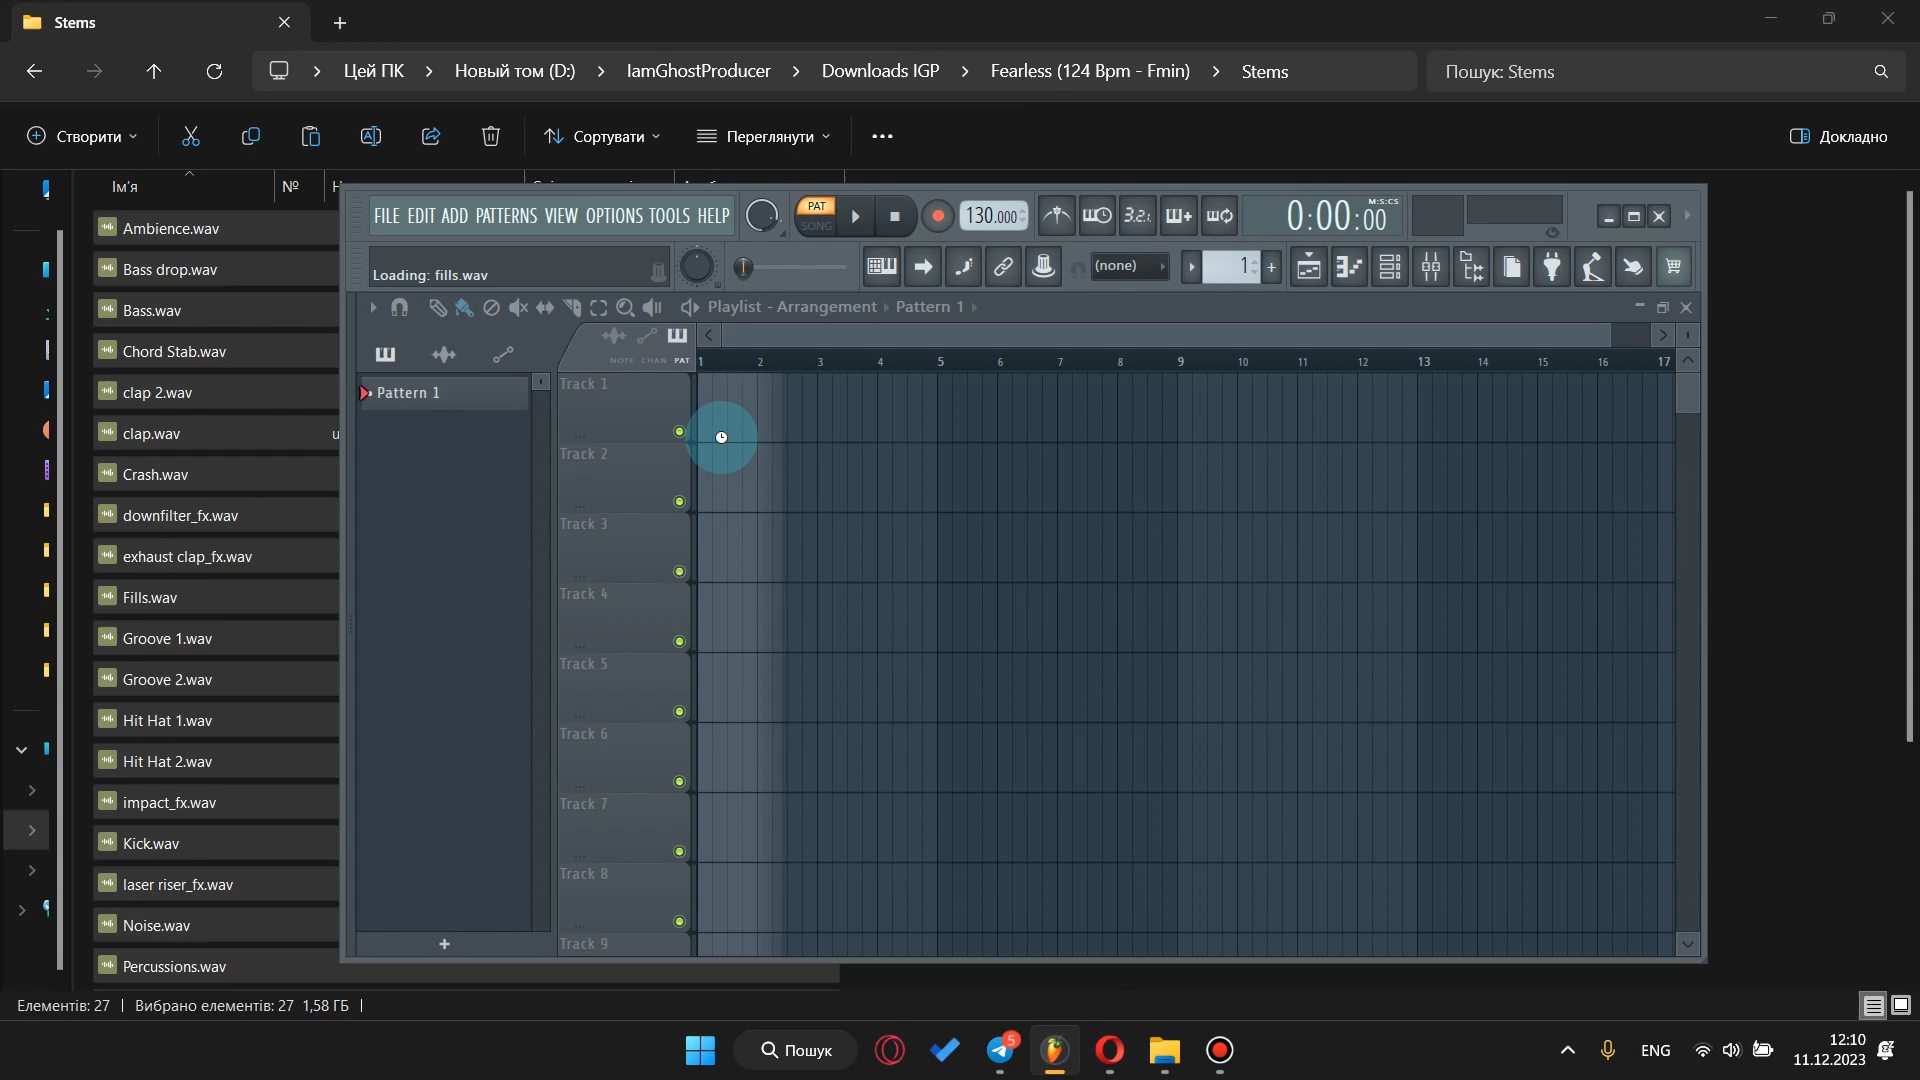 Stems
Цей ПК
Новый том (D:)
IamGhostProducer
Downloads IGP
Fearless (124 Bpm - Fmin)
Stems
Пошук: Stems
Створити
Сортувати
Переглянути
Докладно
Ім'я
№
Ambience.wav
Bass drop.wav
Bass.wav
Chord Stab.wav
clap 2.wav
clap.wav
Crash.wav
downfilter_fx.wav
exhaust clap_fx.wav
Fills.wav
Groove 1.wav
Groove 2.wav
Hit Hat 1.wav
Hit Hat 2.wav
impact_fx.wav
Kick.wav
laser riser_fx.wav
Noise.wav
Percussions.wav
FILE EDIT ADD PATTERNS VIEW OPTIONS TOOLS HELP
PAT
SONG
130.000
3.2.1
0:00:00
M:S:CS
Loading: fills.wav
(none)
1
Playlist - Arrangement
Pattern 1
NOTE CHAN PAT
1 2 3 4 5 6 7 8 9 10 11 12 13 14 15 16 17
Pattern 1
Track 1
Track 2
Track 3
Track 4
Track 5
Track 6
Track 7
Track 8
Track 9
Елементів: 27
Вибрано елементів: 27 1,58 ГБ
Пошук
5
ENG
12:10
11.12.2023